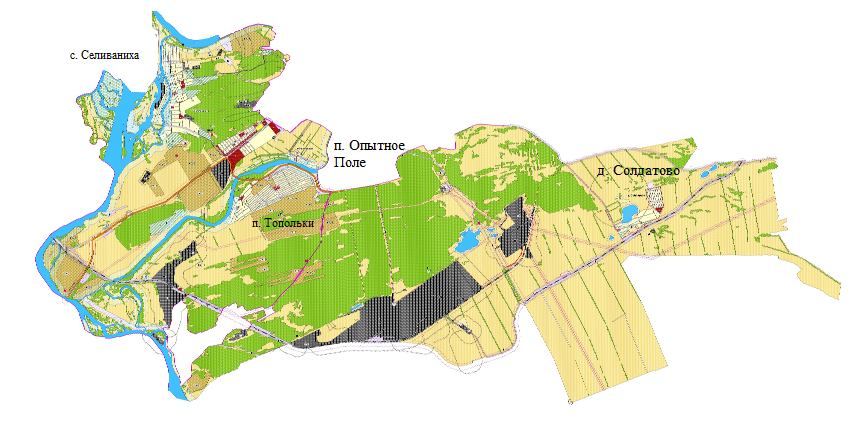 с. Селиваниха
п. Опытное
Поле
д. Солдатово
п. Топольки